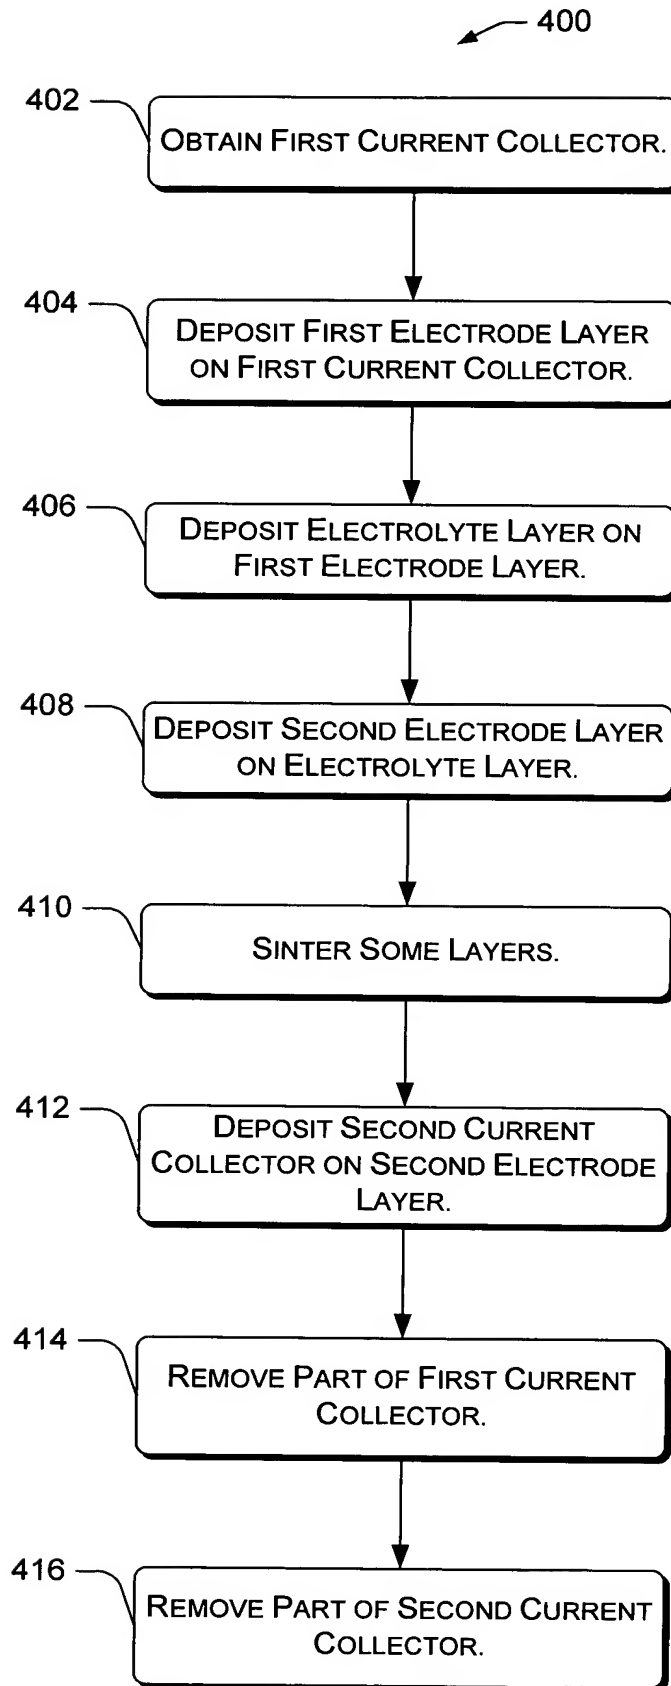 400
402
OBTAIN FIRST CURRENT COLLECTOR.
404
DEPOSIT FIRST ELECTRODE LAYER
ON FIRST CURRENT COLLECTOR.
406
DEPOSIT ELECTROLYTE LAYER ON
FIRST ELECTRODE LAYER.
408
DEPOSIT SECOND ELECTRODE LAYER
ON ELECTROLYTE LAYER.
410
SINTER SOME LAYERS.
412
DEPOSIT SECOND CURRENT
COLLECTOR ON SECOND ELECTRODE
LAYER.
414
REMOVE PART OF FIRST CURRENT
COLLECTOR.
416
REMOVE PART OF SECOND CURRENT
COLLECTOR.